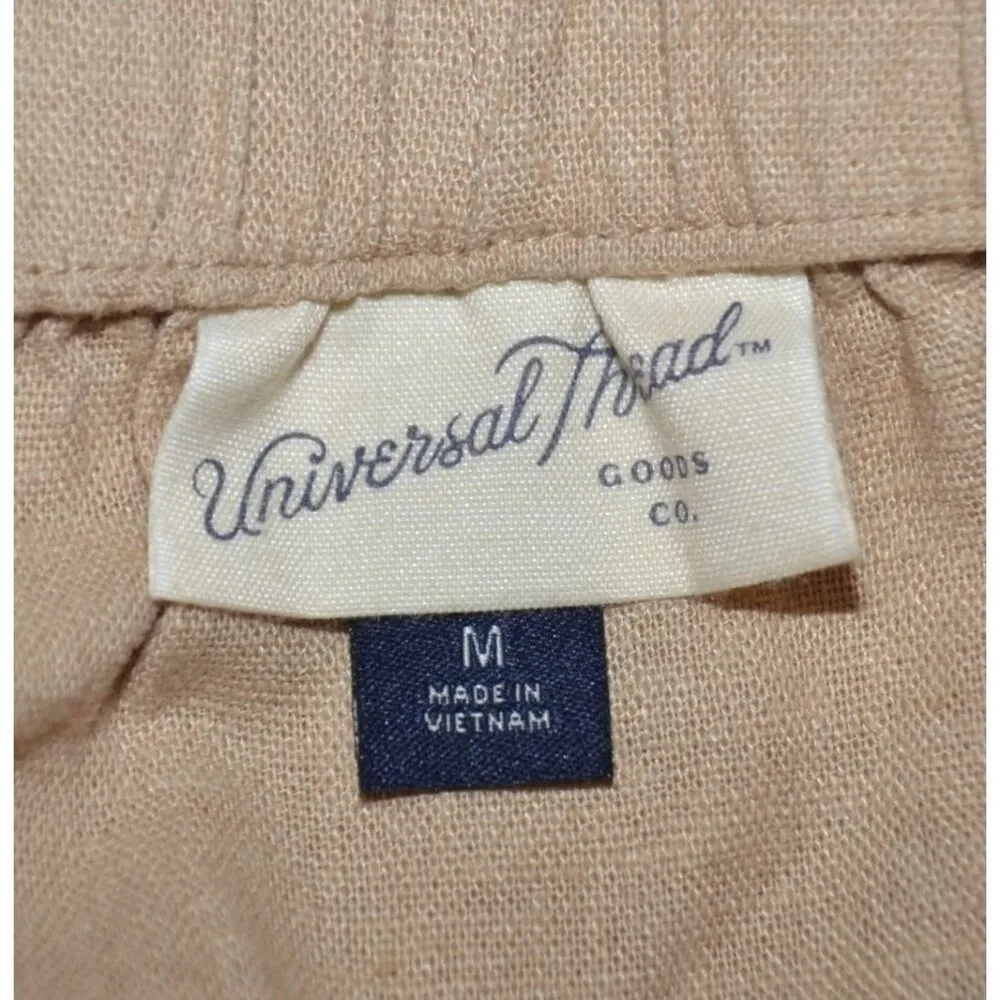 Universal Thread™
GOODS
CO.
M
MADE IN
VIETNAM